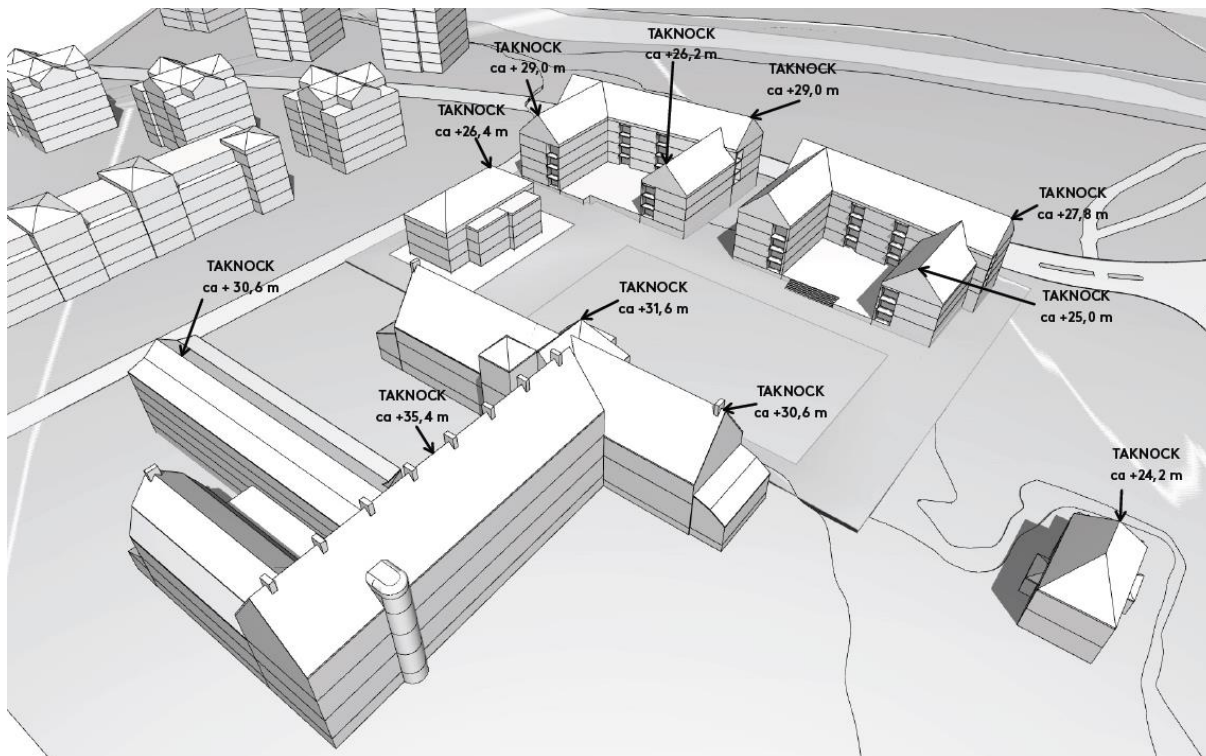 TAKNOCK
ca +26,2 m
TAKNOCK
ca + 29,0 m
TAKNOCK
ca +29,0 m
TAKNOCK
ca +26,4 m
TAKNOCK
ca +27,8 m
TAKNOCK
ca + 30,6 m
TAKNOCK
ca +31,6 m
TAKNOCK
ca +25,0 m
TAKNOCK
ca +35,4 m
TAKNOCK
ca +30,6 m
TAKNOCK
ca +24,2 m